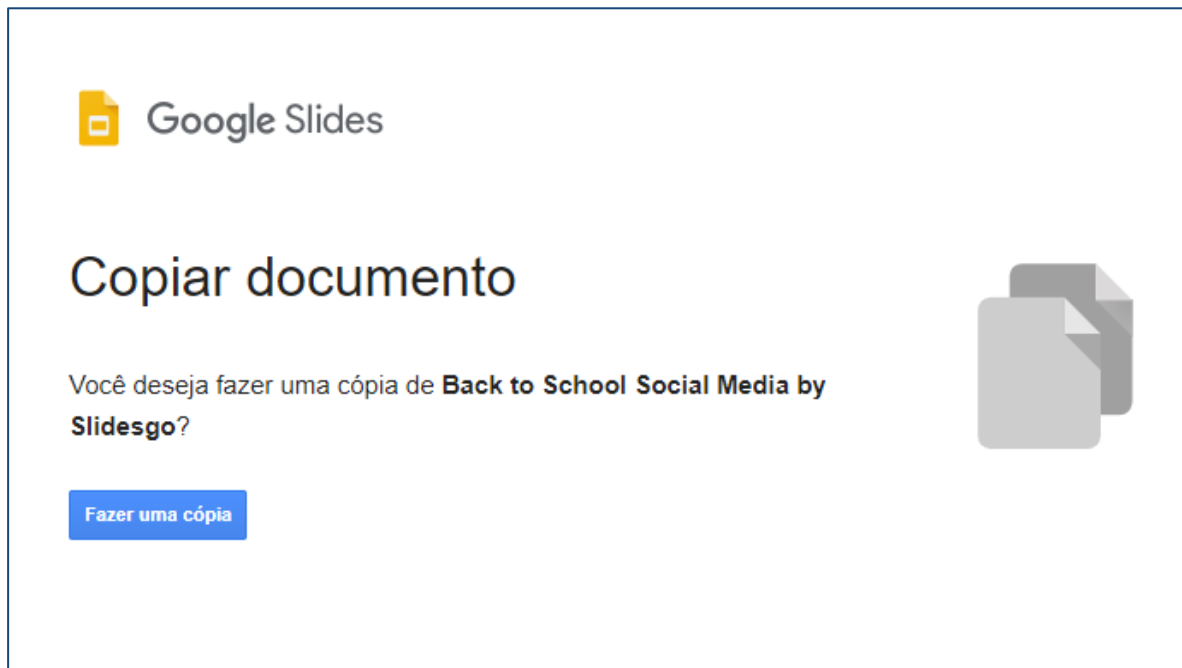 Google Slides
Copiar documento
Você deseja fazer uma cópia de Back to School Social Media by
Slidesgo?
Fazer uma cópia